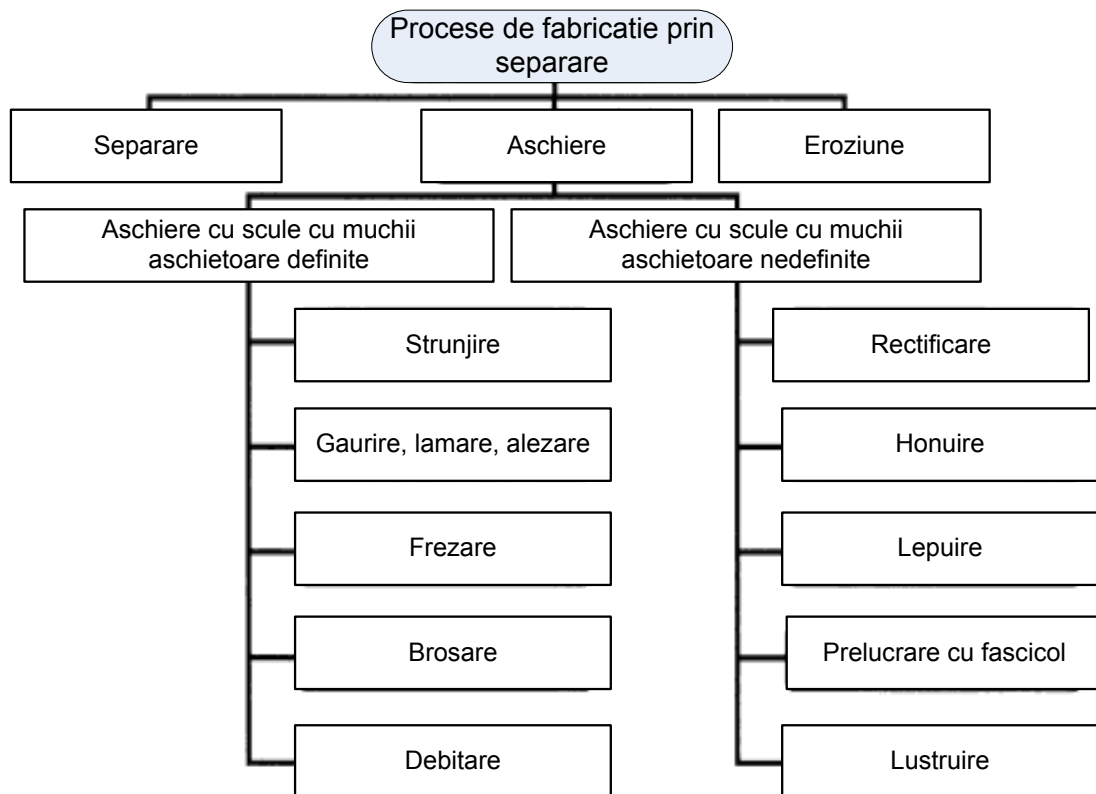 Procese de fabricatie prin
separare
Separare
Aschiere
Eroziune
Aschiere cu scule cu muchii
aschietoare definite
Aschiere cu scule cu muchii
aschietoare nedefinite
Strunjire
Rectificare
Gaurire, lamare, alezare
Honuire
Frezare
Lepuire
Brosare
Prelucrare cu fascicol
Debitare
Lustruire